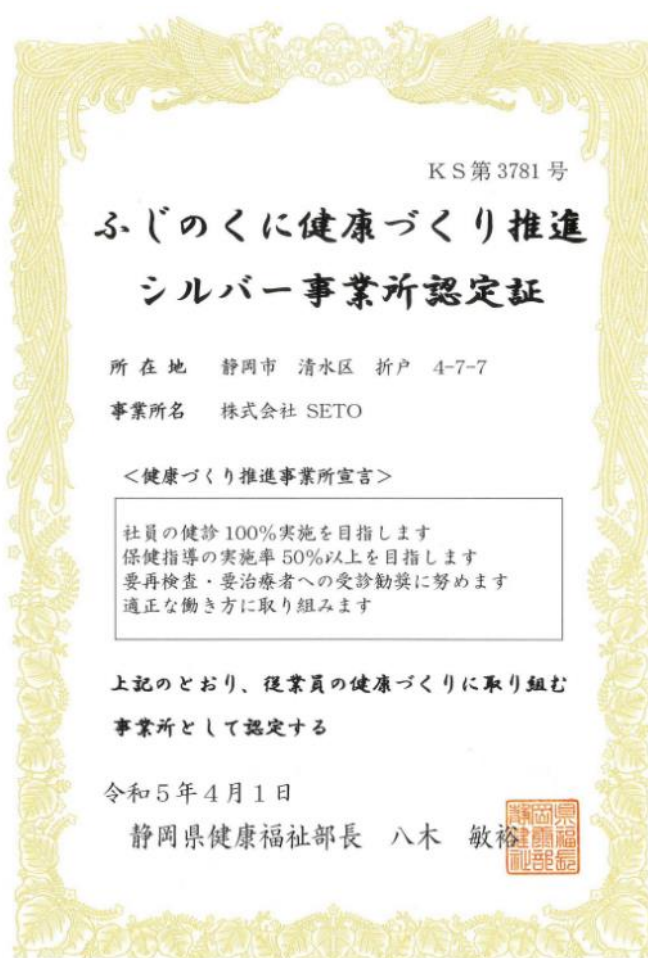 KS第3781号
ふじのくに健康づくり推進
シルバー事業所認定証
所在地 静岡市 清水区 折戸 4-7-7
事業所名 株式会社 SETO
<健康づくり推進事業所宣言>
社員の健診100%実施を目指します
保健指導の実施率50%以上を目指します
要再検査・要治療者への受診勧奨に努めます
適正な働き方に取り組みます
上記のとおり、従業員の健康づくりに取り組む
事業所として認定する
令和5年4月1日
静岡県健康福祉部長 八木 敏裕